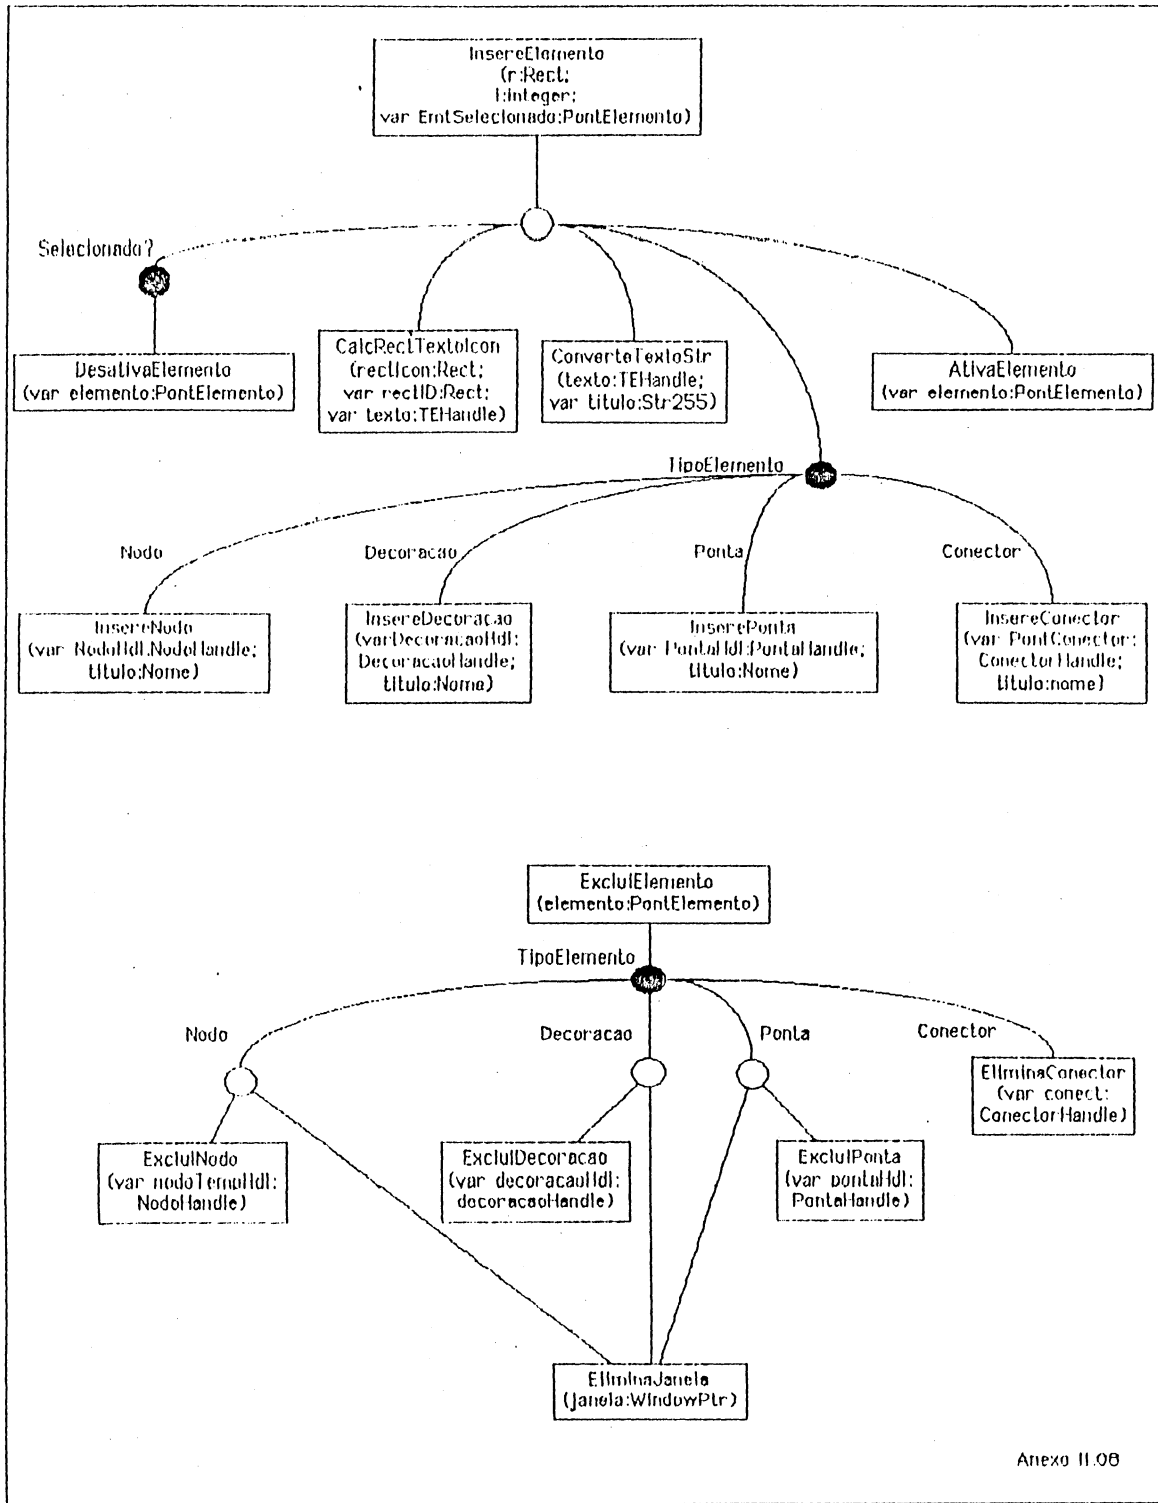 InsereElemento
(r:Rect;
i:Integer;
var EmtSelecionado:PontElemento)
Selecionado?
DesativaElemento
(var elemento:PontElemento)
CalcRectTextoIcon
(rectIcon:Rect;
var rectID:Rect;
var texto:TEHandle)
ConverteTextoStr
(texto:TEHandle;
var titulo:Str255)
AtivaElemento
(var elemento:PontElemento)
TipoElemento
Nodo
Decoracao
Ponta
Conector
InsereNodo
(var NodoHdl:NodoHandle;
titulo:Nome)
InsereDecoracao
(varDecoracaoHdl:
DecoracaoHandle;
titulo:Nome)
InserePonta
(var PontaHdl:PontaHandle;
titulo:Nome)
InsereConector
(var PontConector:
ConectorHandle;
titulo:nome)
ExcluiElemento
(elemento:PontElemento)
TipoElemento
Nodo
Decoracao
Ponta
Conector
EliminaConector
(var conect:
ConectorHandle)
ExcluiNodo
(var nodoTempHdl:
NodoHandle)
ExcluiDecoracao
(var decoracaoHdl:
decoracaoHandle)
ExcluiPonta
(var pontaHdl:
PontaHandle)
EliminaJanela
(janela:WindowPtr)
Anexo II.08